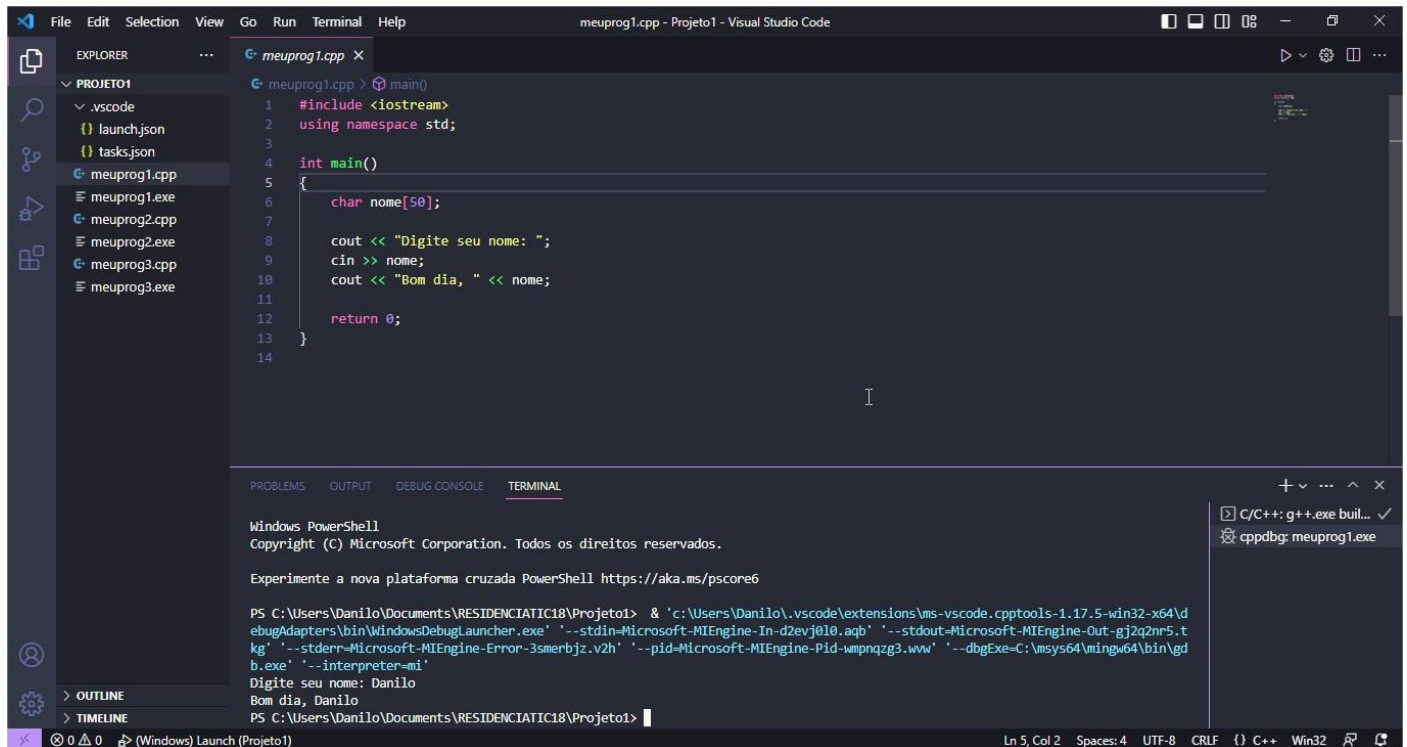 File Edit Selection View Go Run Terminal Help
meuprog1.cpp - Projeto1 - Visual Studio Code
EXPLORER
PROJETO1
.vscode
{} launch.json
{} tasks.json
meuprog1.cpp
meuprog1.exe
meuprog2.cpp
meuprog2.exe
meuprog3.cpp
meuprog3.exe
OUTLINE
TIMELINE
meuprog1.cpp
meuprog1.cpp > main()
1 #include <iostream>
2 using namespace std;
3
4 int main()
5 {
6 char nome[50];
7
8 cout << "Digite seu nome: ";
9 cin >> nome;
10 cout << "Bom dia, " << nome;
11
12 return 0;
13 }
14
PROBLEMS OUTPUT DEBUG CONSOLE TERMINAL
Windows PowerShell
Copyright (C) Microsoft Corporation. Todos os direitos reservados.
Experimente a nova plataforma cruzada PowerShell https://aka.ms/pscore6
PS C:\Users\Danilo\Documents\RESIDENCIATIC18\Projeto1> & 'c:\Users\Danilo\.vscode\extensions\ms-vscode.cpptools-1.17.5-win32-x64\d
ebugAdapters\bin\WindowsDebugLauncher.exe' '--stdin=Microsoft-MIEngine-In-d2evj0l0.aqb' '--stdout=Microsoft-MIEngine-Out-gj2q2nr5.t
kg' '--stderr=Microsoft-MIEngine-Error-3smerbjz.v2h' '--pid=Microsoft-MIEngine-Pid-wmpnqzg3.wvw' '--dbgExe=C:\msys64\mingw64\bin\gd
b.exe' '--interpreter=mi'
Digite seu nome: Danilo
Bom dia, Danilo
PS C:\Users\Danilo\Documents\RESIDENCIATIC18\Projeto1>
C/C++: g++.exe buil...
cppdbg: meuprog1.exe
0 0 (Windows) Launch (Projeto1)
Ln 5, Col 2 Spaces: 4 UTF-8 CRLF {} C++ Win32